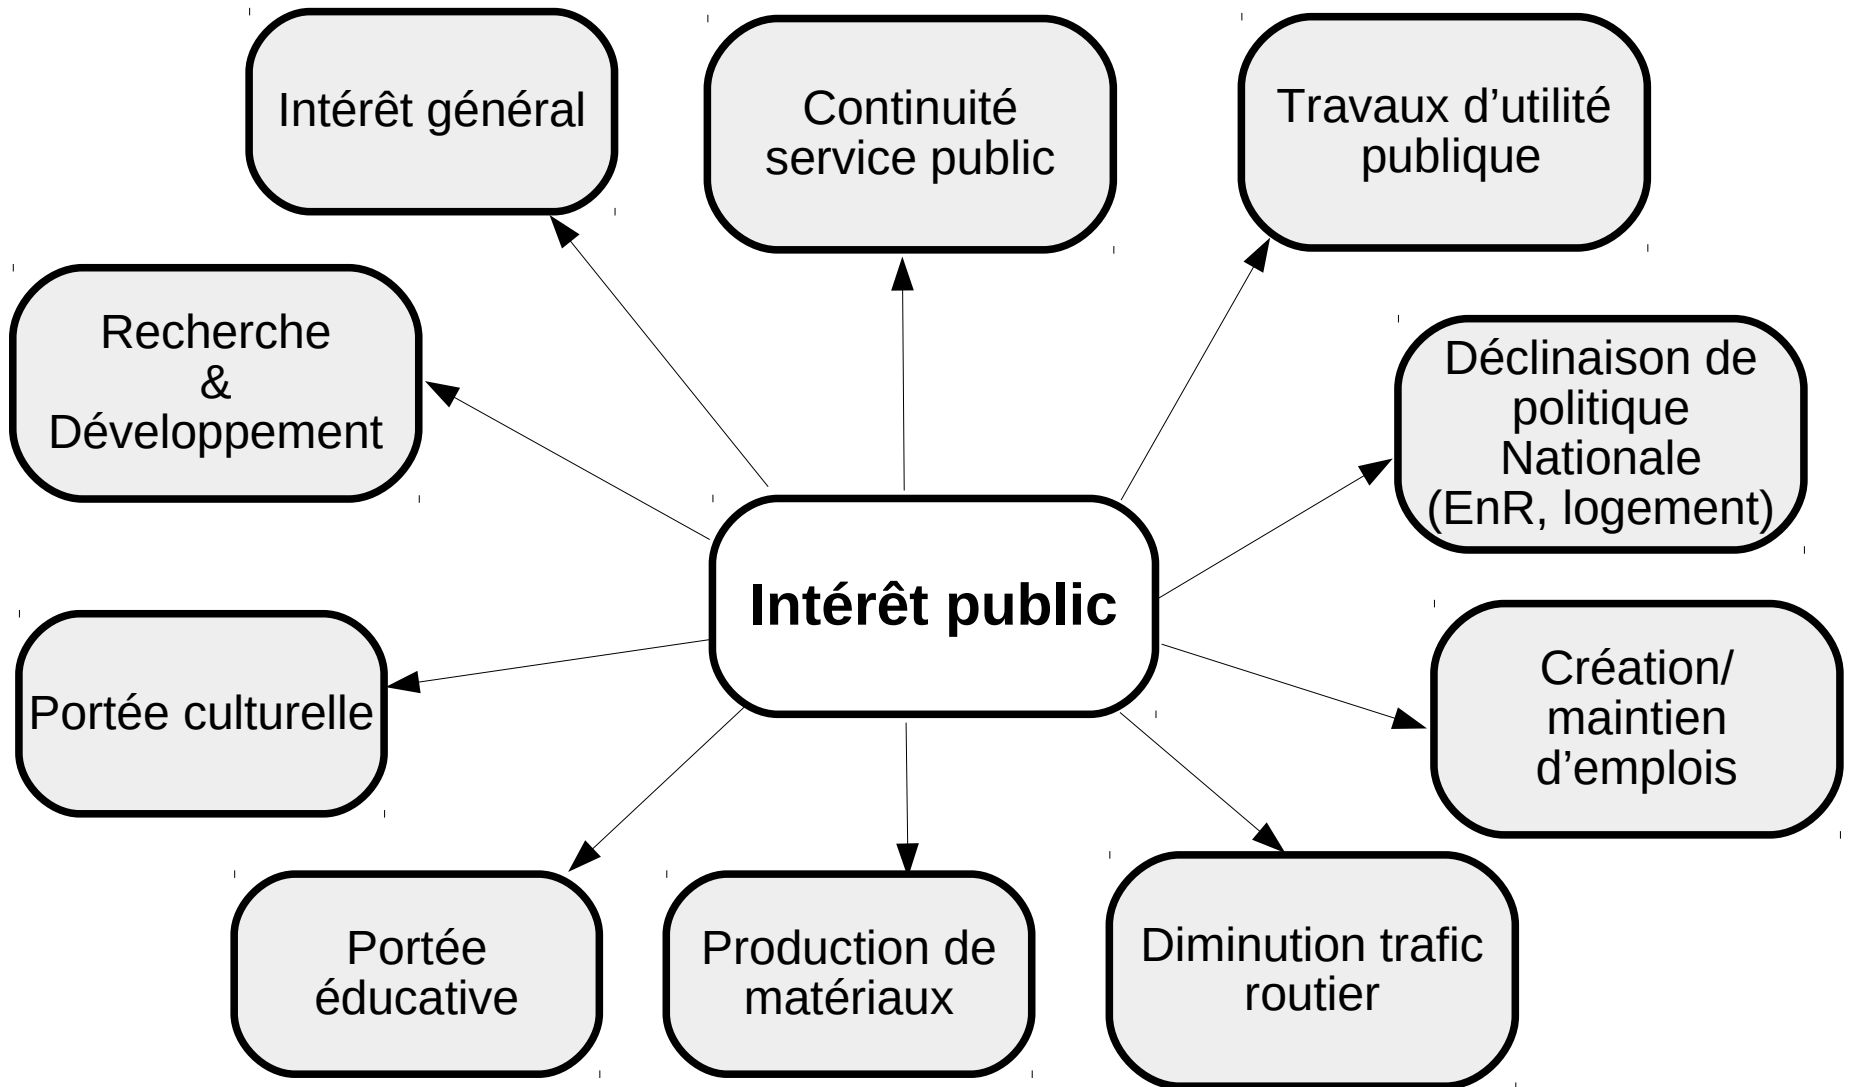 Intérêt général
Continuité
service public
Travaux d’utilité
publique
Recherche
&
Développement
Déclinaison de
politique
Nationale
(EnR, logement)
Intérêt public
Portée culturelle
Création/
maintien
d’emplois
Portée
éducative
Production de
matériaux
Diminution trafic
routier